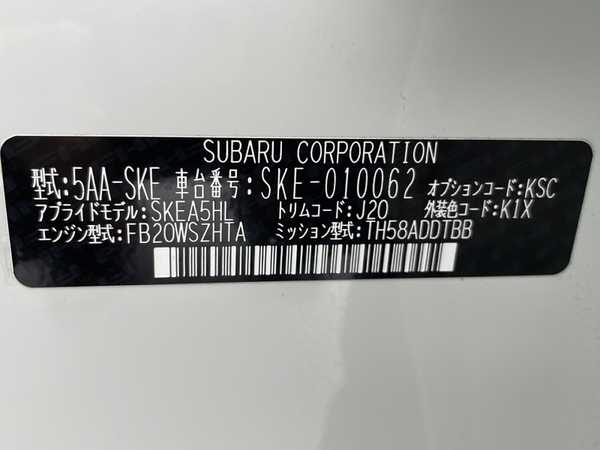 SUBARU CORPORATION
型式:5AA-SKE 車台番号:SKE-010062 オプションコード:KSC
アプライドモデル:SKEA5HL トリムコード:J20 外装色コード:K1X
エンジン型式:FB20WSZHTA ミッション型式:TH58ADDTBB